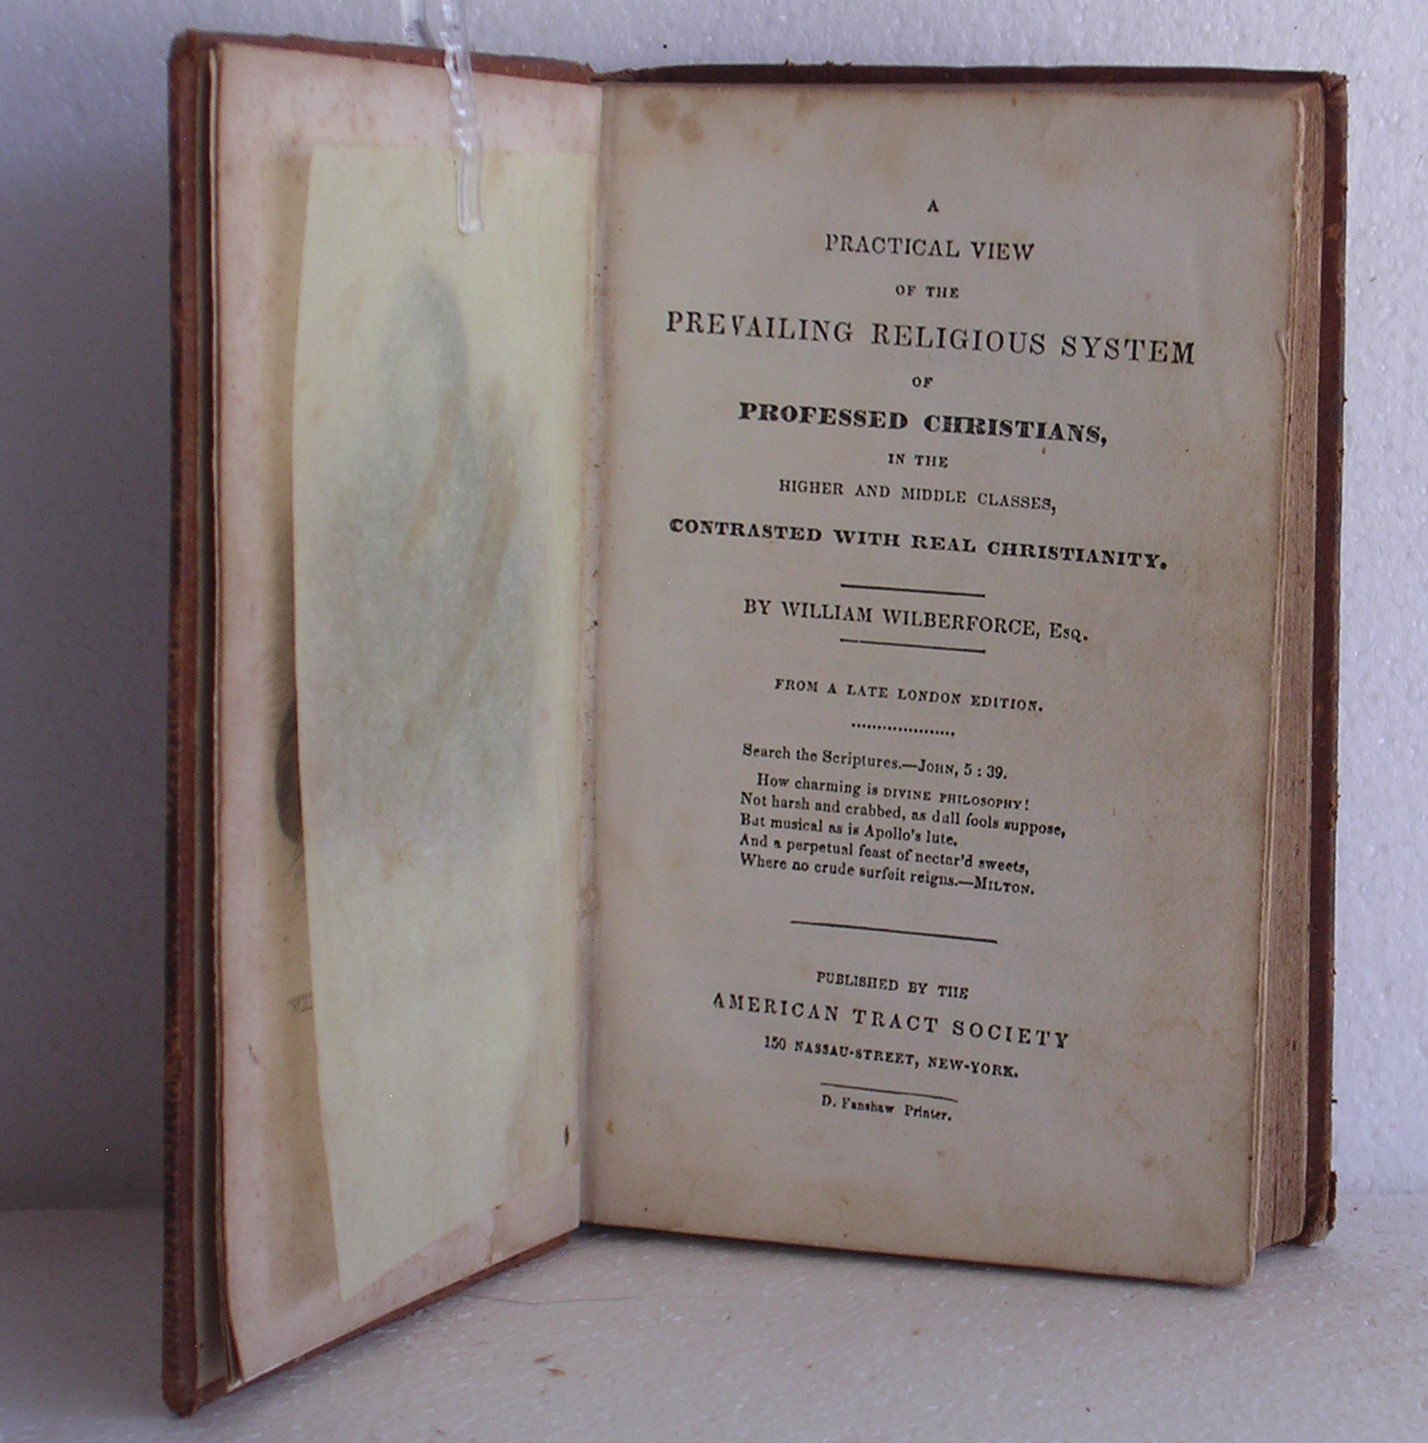 A
PRACTICAL VIEW
OF THE
PREVAILING RELIGIOUS SYSTEM
OF
PROFESSED CHRISTIANS,
IN THE
HIGHER AND MIDDLE CLASSES,
CONTRASTED WITH REAL CHRISTIANITY.
BY WILLIAM WILBERFORCE, ESQ.
FROM A LATE LONDON EDITION.
Search the Scriptures.—JOHN, 5 : 39.
How charming is DIVINE PHILOSOPHY!
Not harsh and crabbed, as dull fools suppose,
But musical as is Apollo's lute,
And a perpetual feast of nectar'd sweets,
Where no crude surfeit reigns.—MILTON.
PUBLISHED BY THE
AMERICAN TRACT SOCIETY
150 NASSAU-STREET, NEW-YORK.
D. Fanshaw Printer.